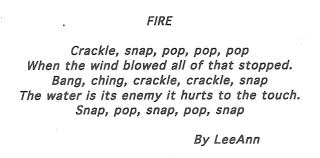 FIRE
Crackle, snap, pop, pop, pop
When the wind blowed all of that stopped.
Bang, ching, crackle, crackle, snap
The water is its enemy it hurts to the touch.
Snap, pop, snap, pop, snap
By LeeAnn